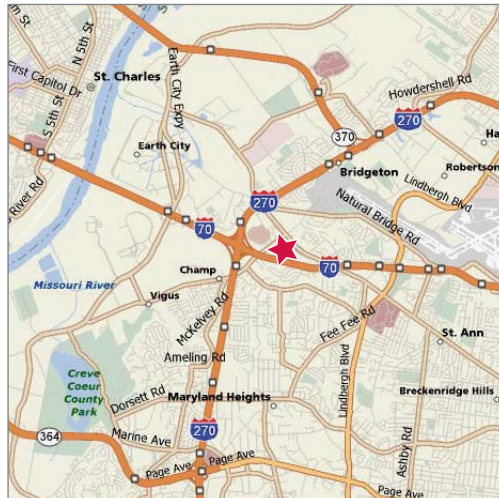 5th St
N 5th St
First Capitol Dr
St. Charles
S 5th St
River Rd
Earth City Expy
Earth City
Howdershell Rd
270
370
Ha
Bridgeton
Robertson
Lindbergh Blvd
Natural Bridge Rd
270
70
70
Missouri River
Champ
Vigus
McKelvey Rd
Fee Fee Rd
St. Ann
Ameling Rd
Lindbergh Blvd
Creve
Coeur
County
Park
Dorsett Rd
Maryland Heights
Breckenridge Hills
364
Marine Ave
270
Ashby Rd
Page Ave
Page Ave